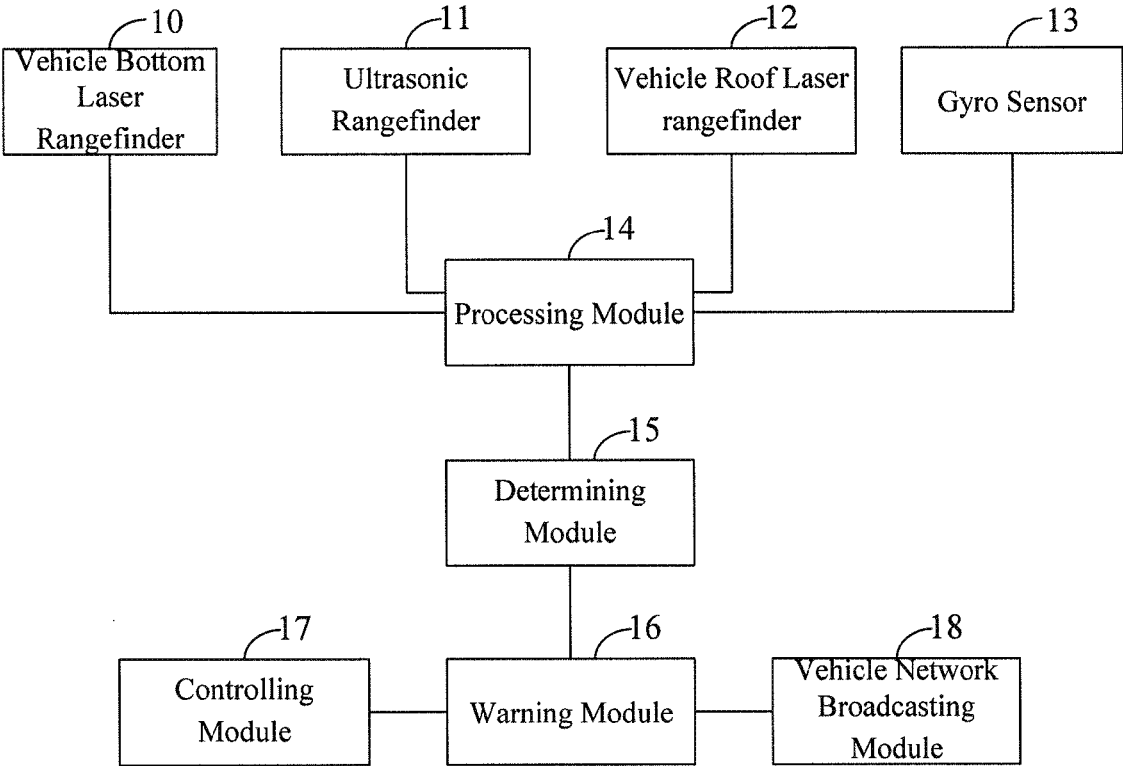 10
11
12
13
Vehicle Bottom
Laser
Rangefinder
Ultrasonic
Rangefinder
Vehicle Roof Laser
rangefinder
Gyro Sensor
14
Processing Module
15
Determining
Module
17
16
18
Controlling
Module
Warning Module
Vehicle Network
Broadcasting
Module